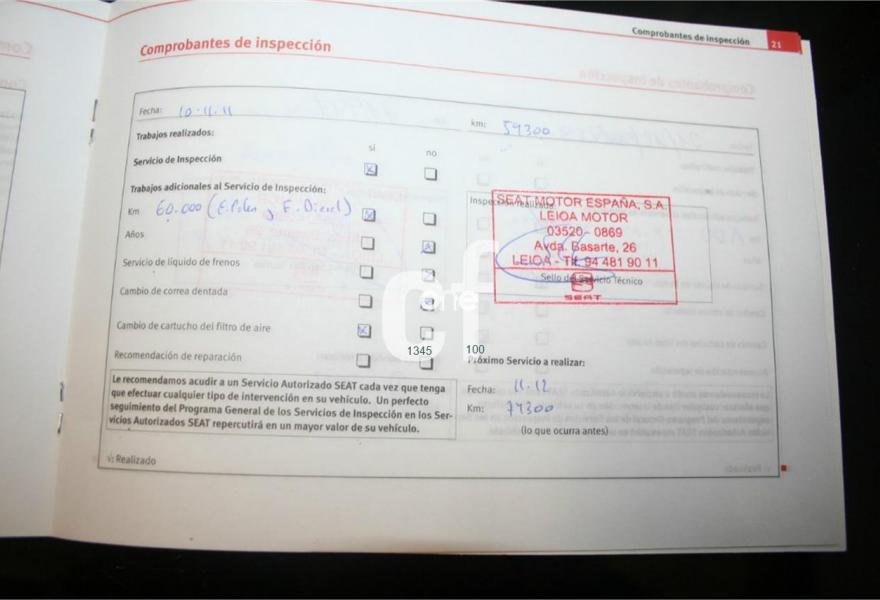 Comprobantes de inspección 21
Comprobantes de inspección
Fecha: 10-11-11
km: 59300
Trabajos realizados:
sí no
Servicio de Inspección
Trabajos adicionales al Servicio de Inspección:
Inspección realizada:
Km 60.000 (F. Polen y F. Diesel)
Años
Servicio de líquido de frenos
Cambio de correa dentada
Cambio de cartucho del filtro de aire
Recomendación de reparación
SEAT MOTOR ESPAÑA, S.A.
LEIOA MOTOR
03520 - 0869
Avda. Basarte, 26
LEIOA - Tlf. 94 481 90 11
Sello del Servicio Técnico
SEAT
cf one
1345 100
Próximo Servicio a realizar:
Fecha: 11-12
Km: 74300
(lo que ocurra antes)
Le recomendamos acudir a un Servicio Autorizado SEAT cada vez que tenga
que efectuar cualquier tipo de intervención en su vehículo. Un perfecto
seguimiento del Programa General de los Servicios de Inspección en los Ser-
vicios Autorizados SEAT repercutirá en un mayor valor de su vehículo.
v: Realizado